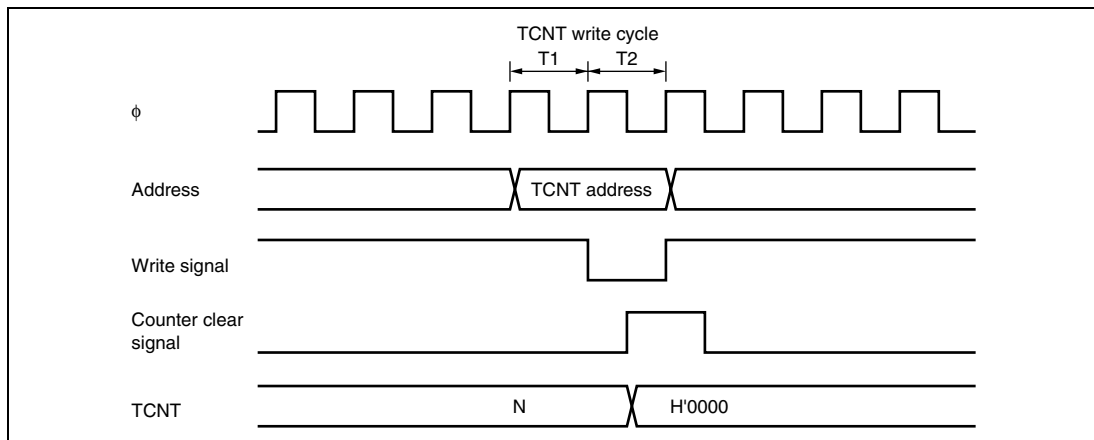 TCNT write cycle
T1 T2
ϕ
Address
TCNT address
Write signal
Counter clear
signal
TCNT
N
H'0000